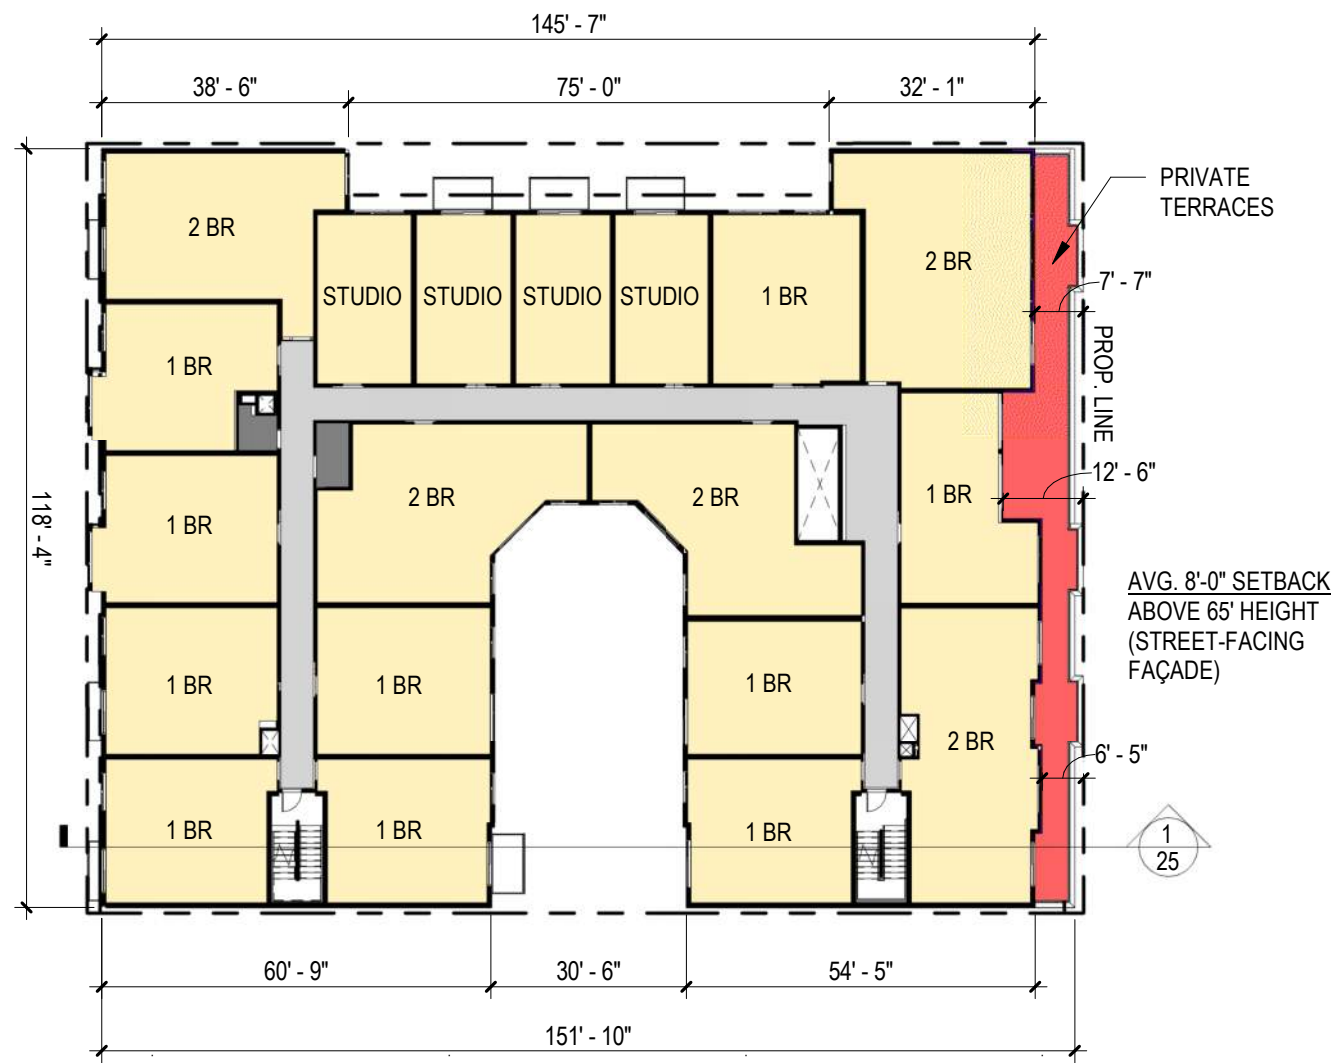 145' - 7"
38' - 6"
75' - 0"
32' - 1"
PRIVATE
TERRACES
2 BR
2 BR
STUDIO
STUDIO
STUDIO
STUDIO
1 BR
7' - 7"
PROP. LINE
1 BR
12' - 6"
118' - 4"
1 BR
2 BR
2 BR
1 BR
AVG. 8'-0" SETBACK
ABOVE 65' HEIGHT
(STREET-FACING
FAÇADE)
1 BR
1 BR
1 BR
2 BR
6' - 5"
1 BR
1 BR
1 BR
1
25
60' - 9"
30' - 6"
54' - 5"
151' - 10"